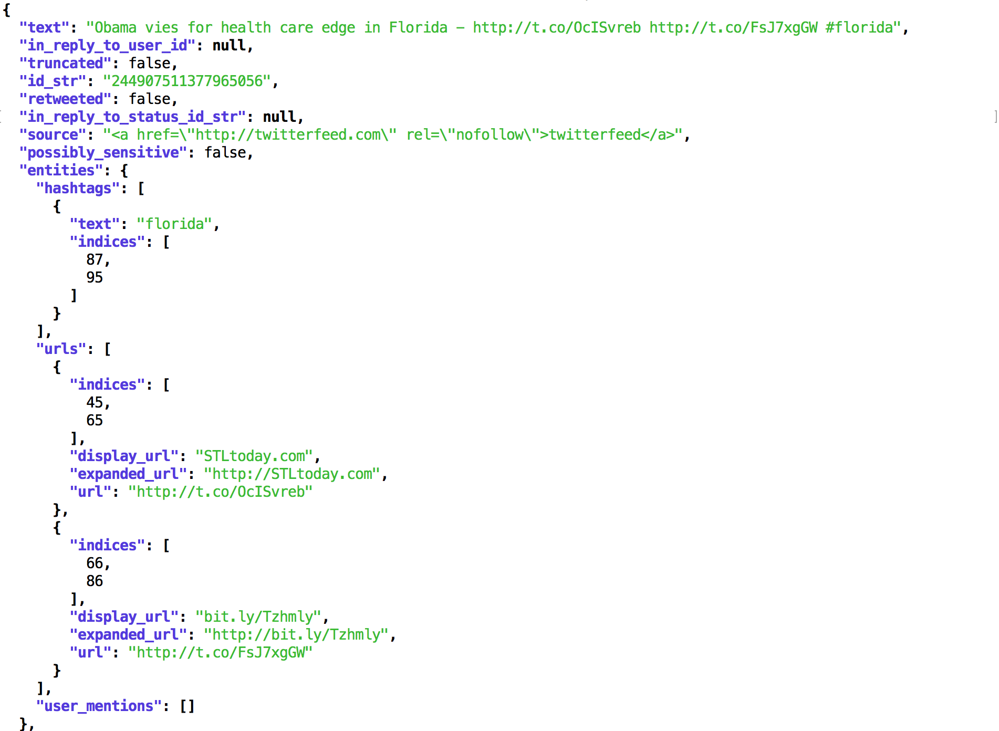 {
"text": "Obama vies for health care edge in Florida – http://t.co/OcISvreb http://t.co/FsJ7xgGW #florida",
"in_reply_to_user_id": null,
"truncated": false,
"id_str": "244907511377965056",
"retweeted": false,
"in_reply_to_status_id_str": null,
"source": "<a href=\"http://twitterfeed.com\" rel=\"nofollow\">twitterfeed</a>",
"possibly_sensitive": false,
"entities": {
"hashtags": [
{
"text": "florida",
"indices": [
87,
95
]
}
],
"urls": [
{
"indices": [
45,
65
],
"display_url": "STLtoday.com",
"expanded_url": "http://STLtoday.com",
"url": "http://t.co/OcISvreb"
},
{
"indices": [
66,
86
],
"display_url": "bit.ly/Tzhmly",
"expanded_url": "http://bit.ly/Tzhmly",
"url": "http://t.co/FsJ7xgGW"
}
],
"user_mentions": []
},